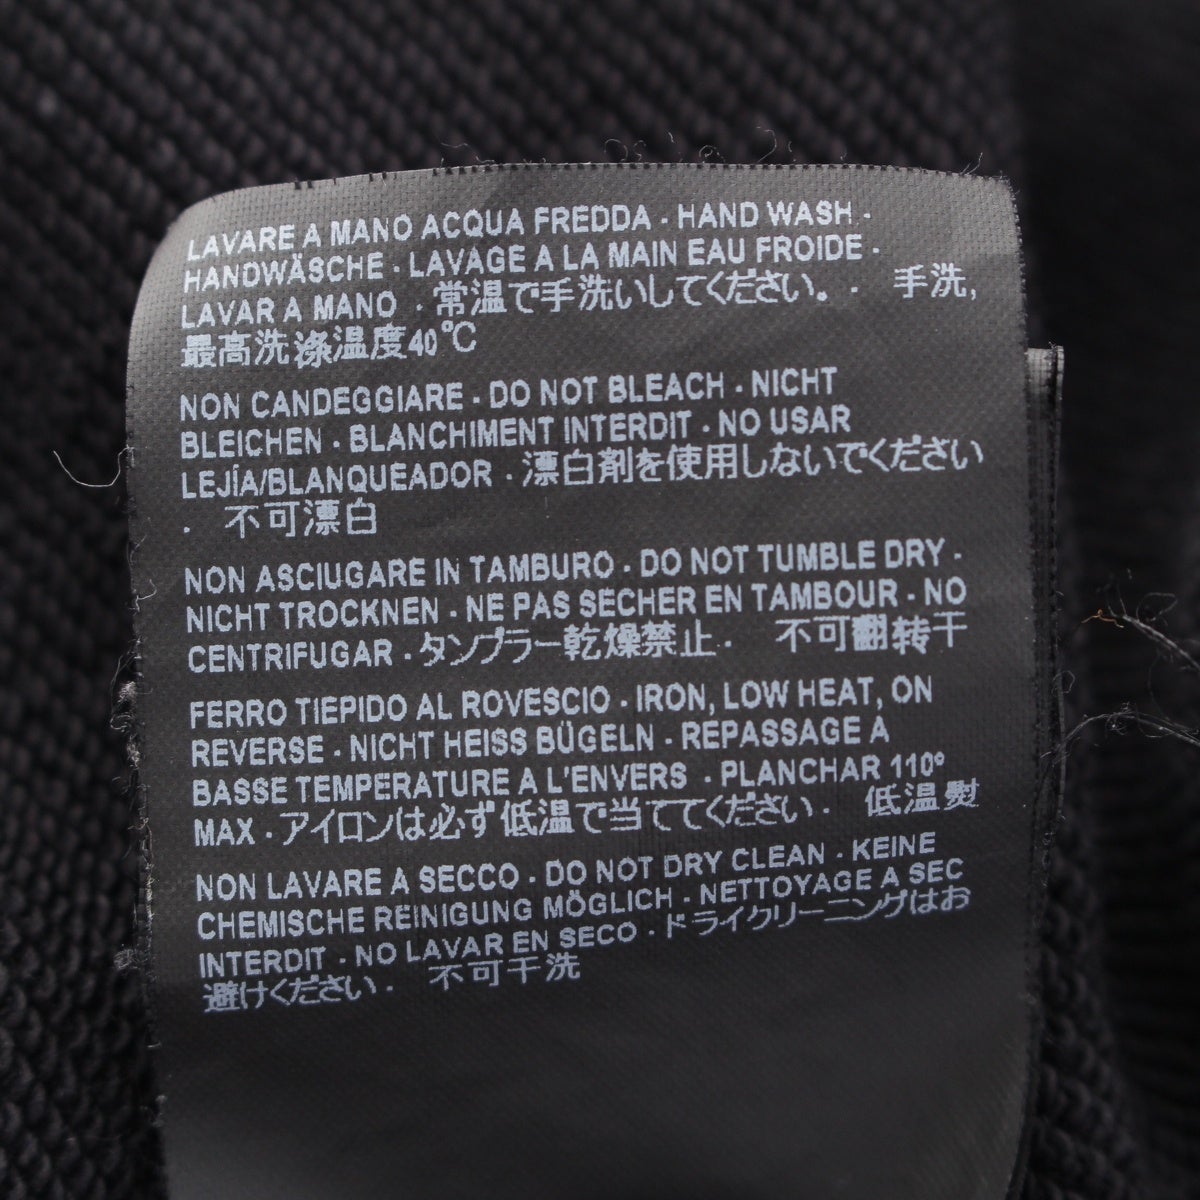 LAVARE A MANO ACQUA FREDDA · HAND WASH ·
HANDWÄSCHE · LAVAGE A LA MAIN EAU FROIDE ·
LAVAR A MANO · 常温で手洗いしてください。· 手洗,
最高洗涤温度40℃
NON CANDEGGIARE · DO NOT BLEACH · NICHT
BLEICHEN · BLANCHIMENT INTERDIT · NO USAR
LEJÍA/BLANQUEADOR · 漂白剤を使用しないでください
· 不可漂白
NON ASCIUGARE IN TAMBURO · DO NOT TUMBLE DRY ·
NICHT TROCKNEN · NE PAS SECHER EN TAMBOUR · NO
CENTRIFUGAR · タンブラー乾燥禁止 · 不可翻转干
FERRO TIEPIDO AL ROVESCIO · IRON, LOW HEAT, ON
REVERSE · NICHT HEISS BÜGELN · REPASSAGE A
BASSE TEMPERATURE A L'ENVERS · PLANCHAR 110º
MAX · アイロンは必ず低温で当ててください · 低温熨
NON LAVARE A SECCO · DO NOT DRY CLEAN · KEINE
CHEMISCHE REINIGUNG MÖGLICH · NETTOYAGE A SEC
INTERDIT · NO LAVAR EN SECO · ドライクリーニングはお
避けください · 不可干洗